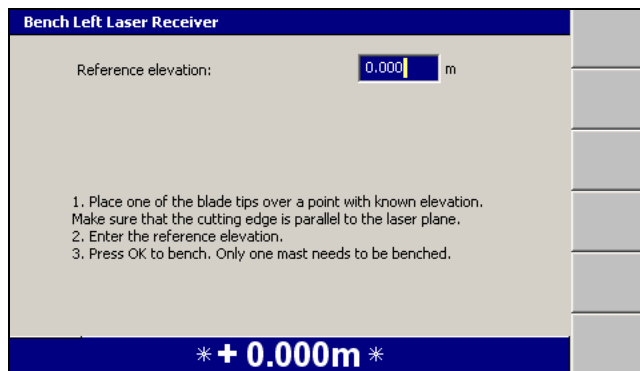 Bench Left Laser Receiver
Reference elevation: 0.000 m
1. Place one of the blade tips over a point with known elevation.
Make sure that the cutting edge is parallel to the laser plane.
2. Enter the reference elevation.
3. Press OK to bench. Only one mast needs to be benched.
✳+ 0.000m✳